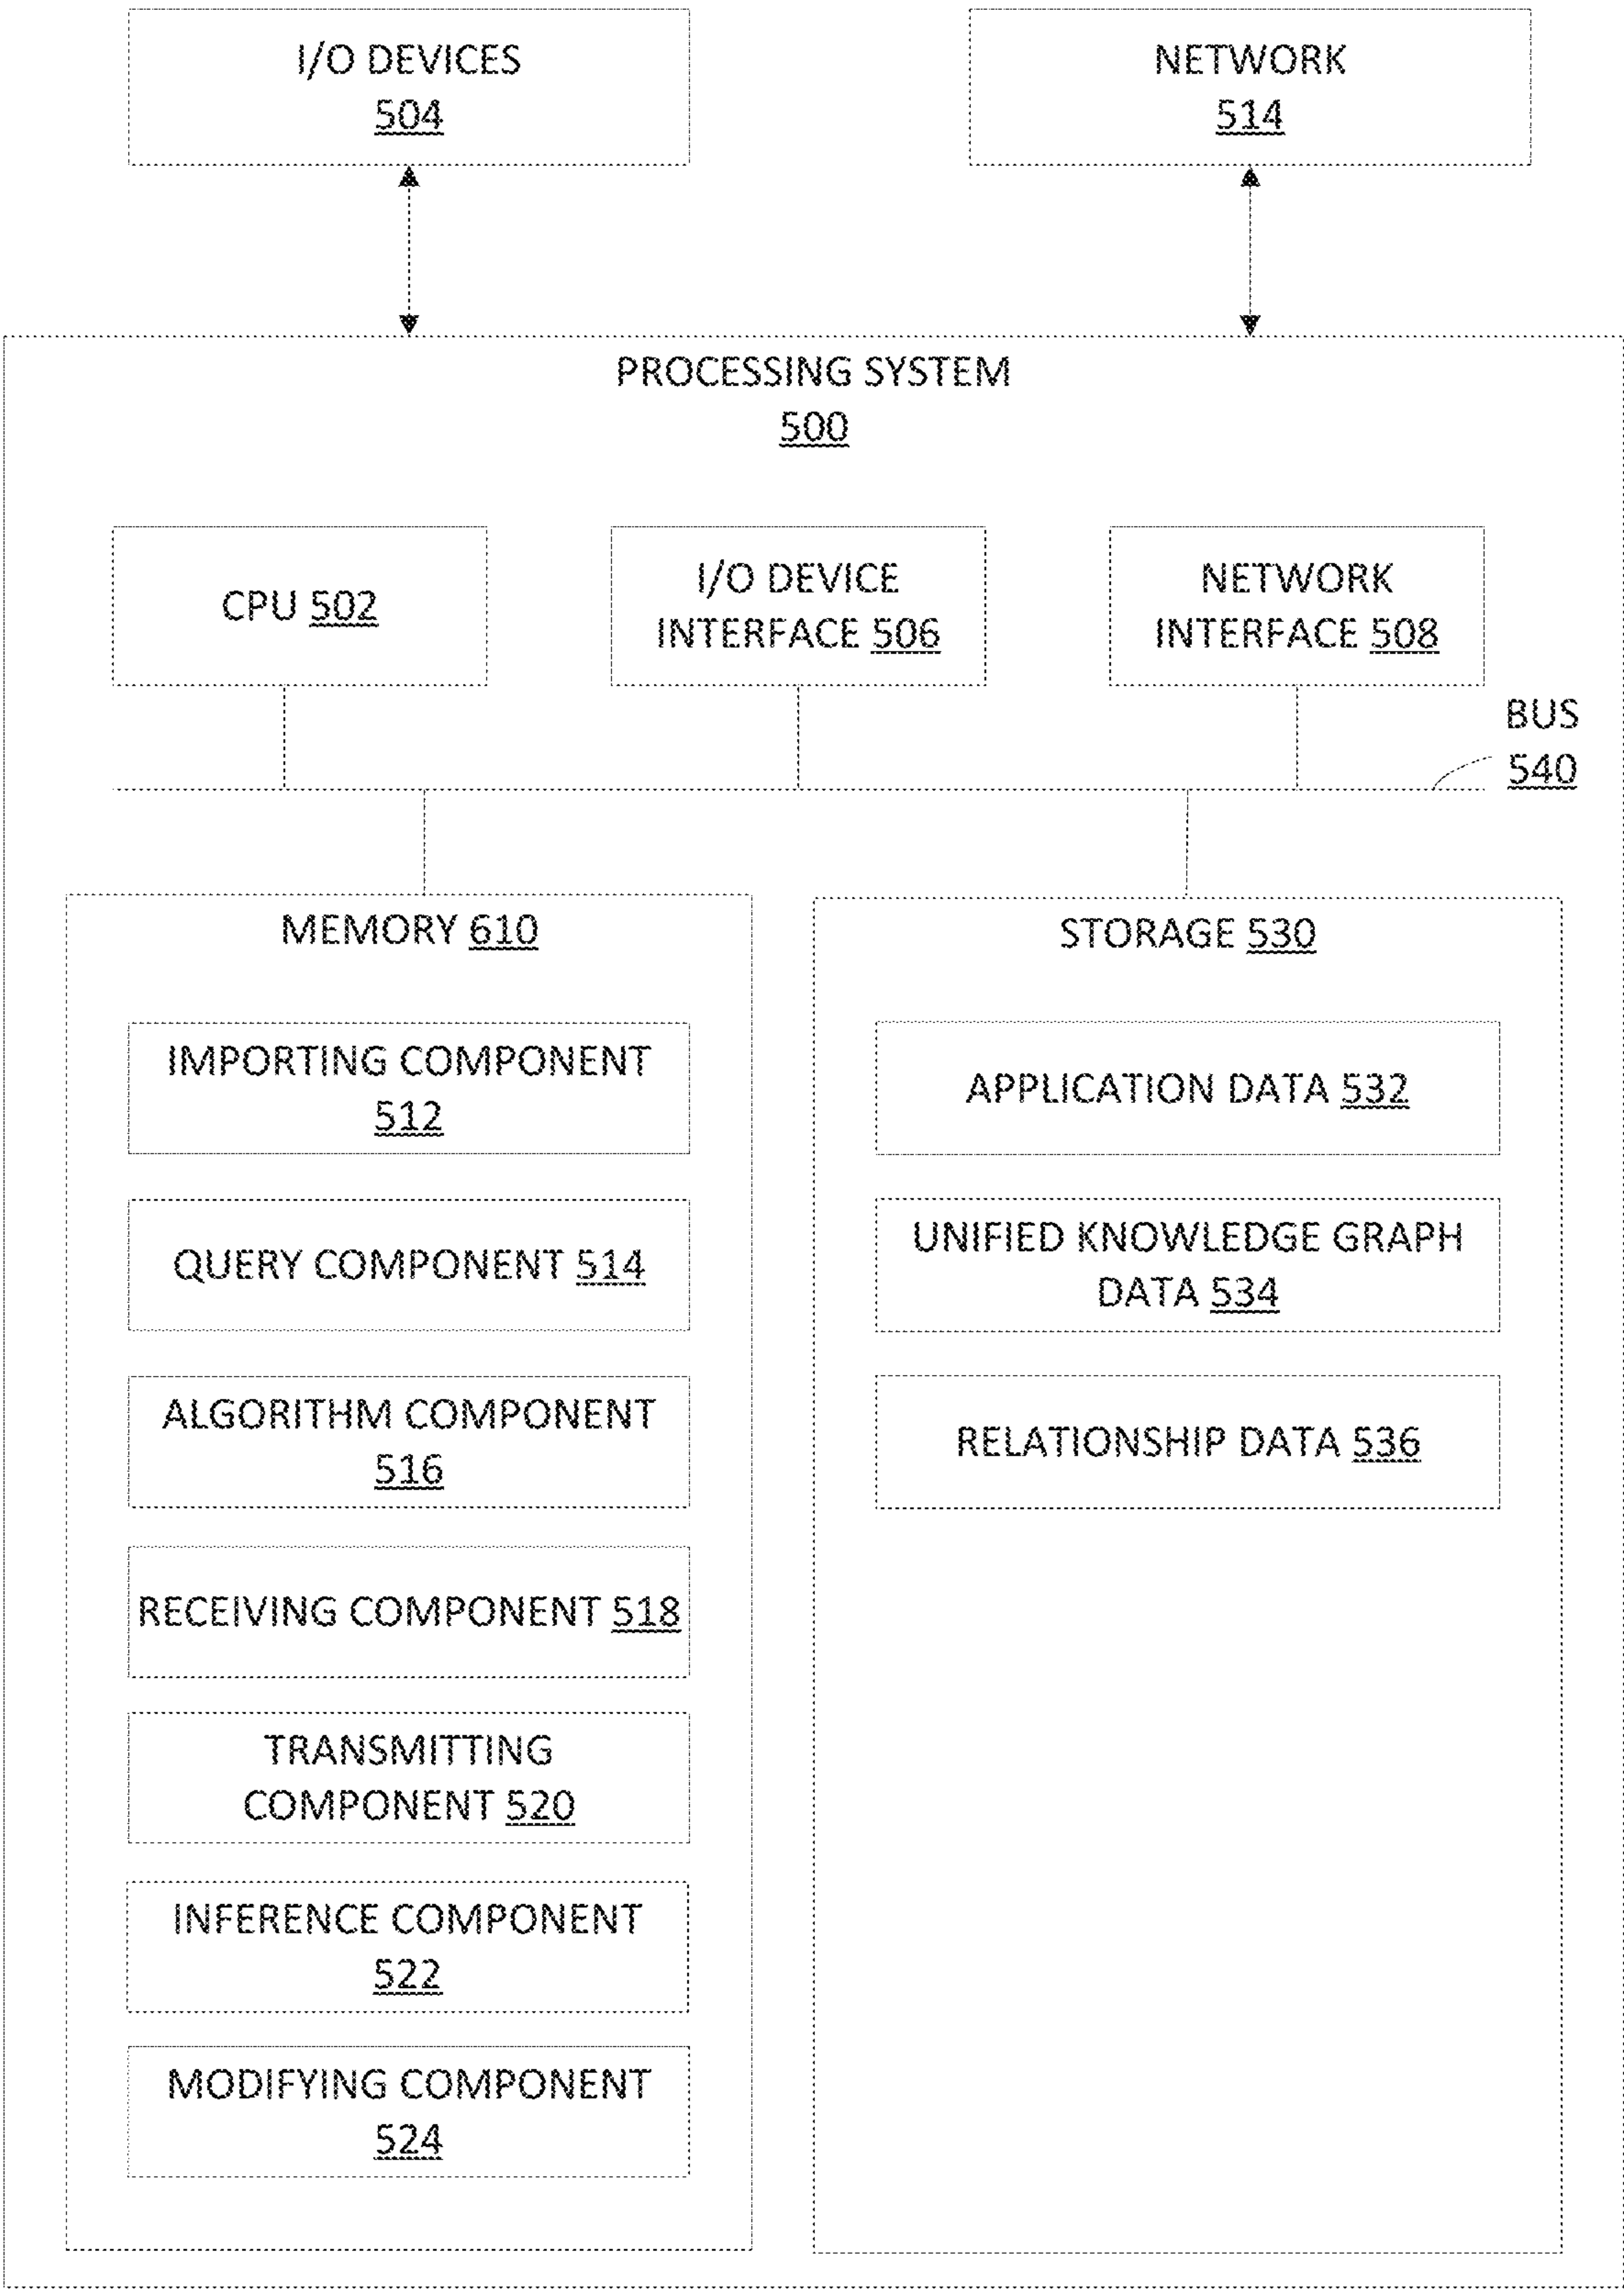 I/O DEVICES
504
NETWORK
514
PROCESSING SYSTEM
500
CPU 502
I/O DEVICE
INTERFACE 506
NETWORK
INTERFACE 508
BUS
540
MEMORY 610
IMPORTING COMPONENT
512
QUERY COMPONENT 514
ALGORITHM COMPONENT
516
RECEIVING COMPONENT 518
TRANSMITTING
COMPONENT 520
INFERENCE COMPONENT
522
MODIFYING COMPONENT
524
STORAGE 530
APPLICATION DATA 532
UNIFIED KNOWLEDGE GRAPH
DATA 534
RELATIONSHIP DATA 536